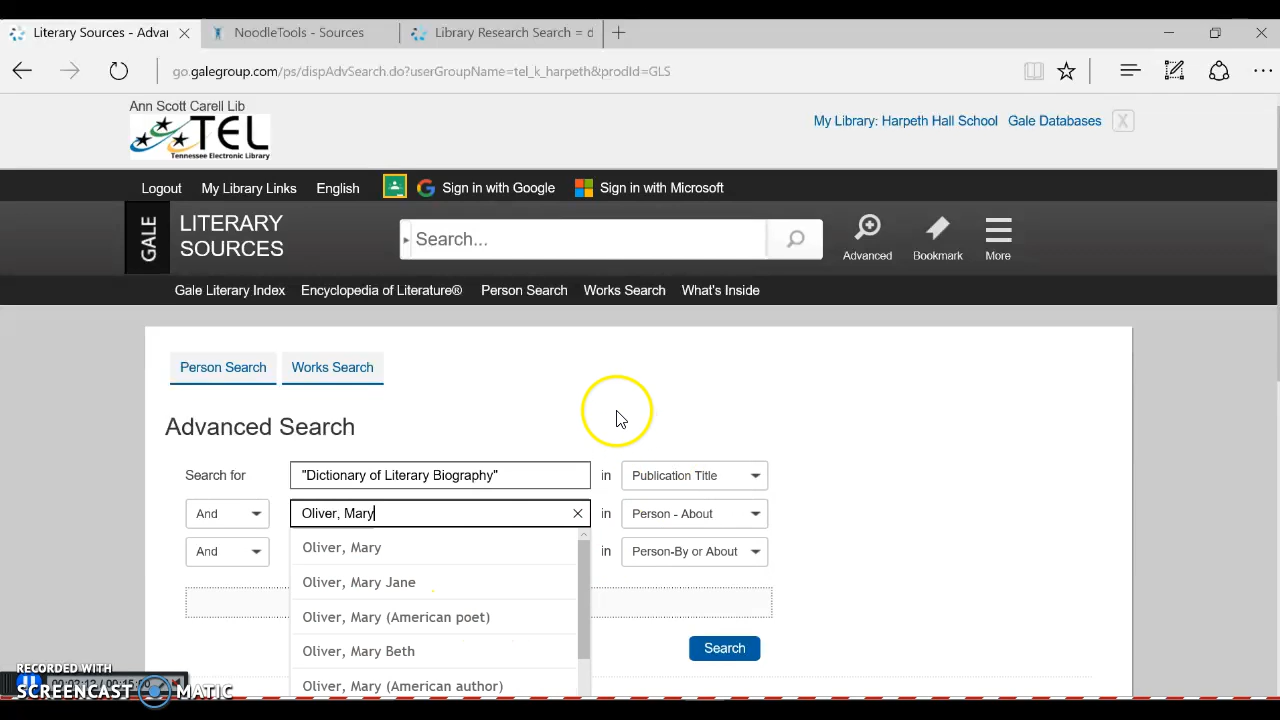 Literary Sources - Advar
NoodleTools - Sources
Library Research Search = d
go.galegroup.com/ps/dispAdvSearch.do?userGroupName=tel_k_harpeth&prodId=GLS
Ann Scott Carell Lib
TEL
Tennessee Electronic Library
My Library: Harpeth Hall School Gale Databases X
Logout My Library Links English Sign in with Google Sign in with Microsoft
GALE
LITERARY
SOURCES
Search...
Advanced Bookmark More
Gale Literary Index Encyclopedia of Literature® Person Search Works Search What's Inside
Person Search Works Search
Advanced Search
Search for "Dictionary of Literary Biography" in Publication Title
And Oliver, Mary in Person - About
And in Person-By or About
Oliver, Mary
Oliver, Mary Jane
Oliver, Mary (American poet)
Oliver, Mary Beth
Oliver, Mary (American author)
Search
RECORDED WITH
SCREENCAST MATIC